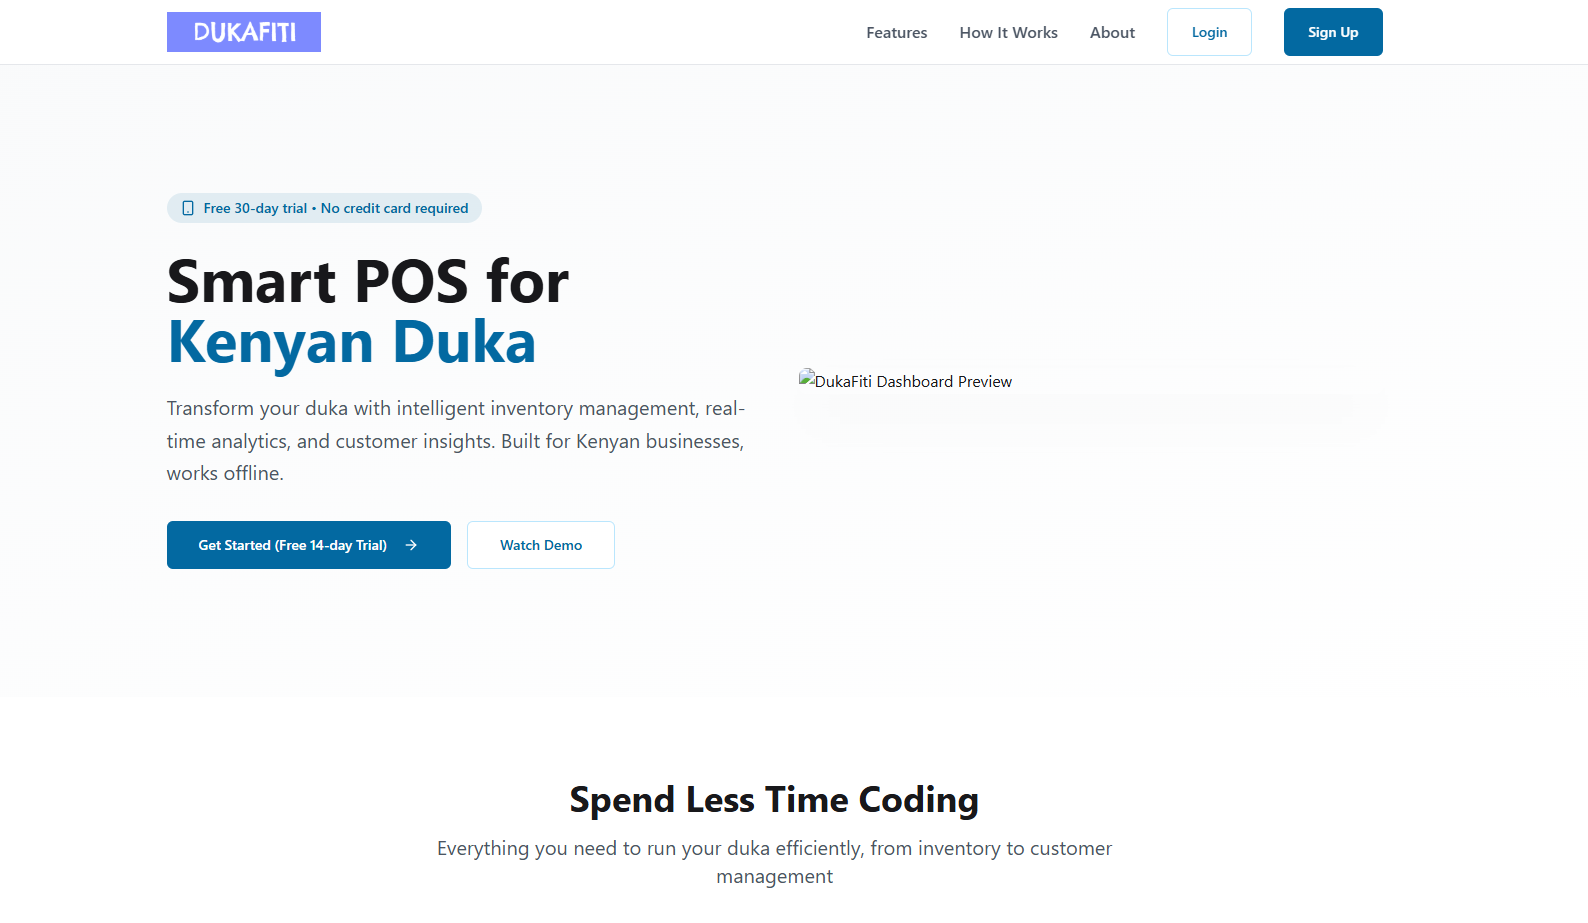 DUKAFITI
Features
How It Works
About
Login
Sign Up
Free 30-day trial • No credit card required
Smart POS for
Kenyan Duka
Transform your duka with intelligent inventory management, real-
time analytics, and customer insights. Built for Kenyan businesses,
works offline.
Get Started (Free 14-day Trial)
Watch Demo
DukaFiti Dashboard Preview
Spend Less Time Coding
Everything you need to run your duka efficiently, from inventory to customer
management